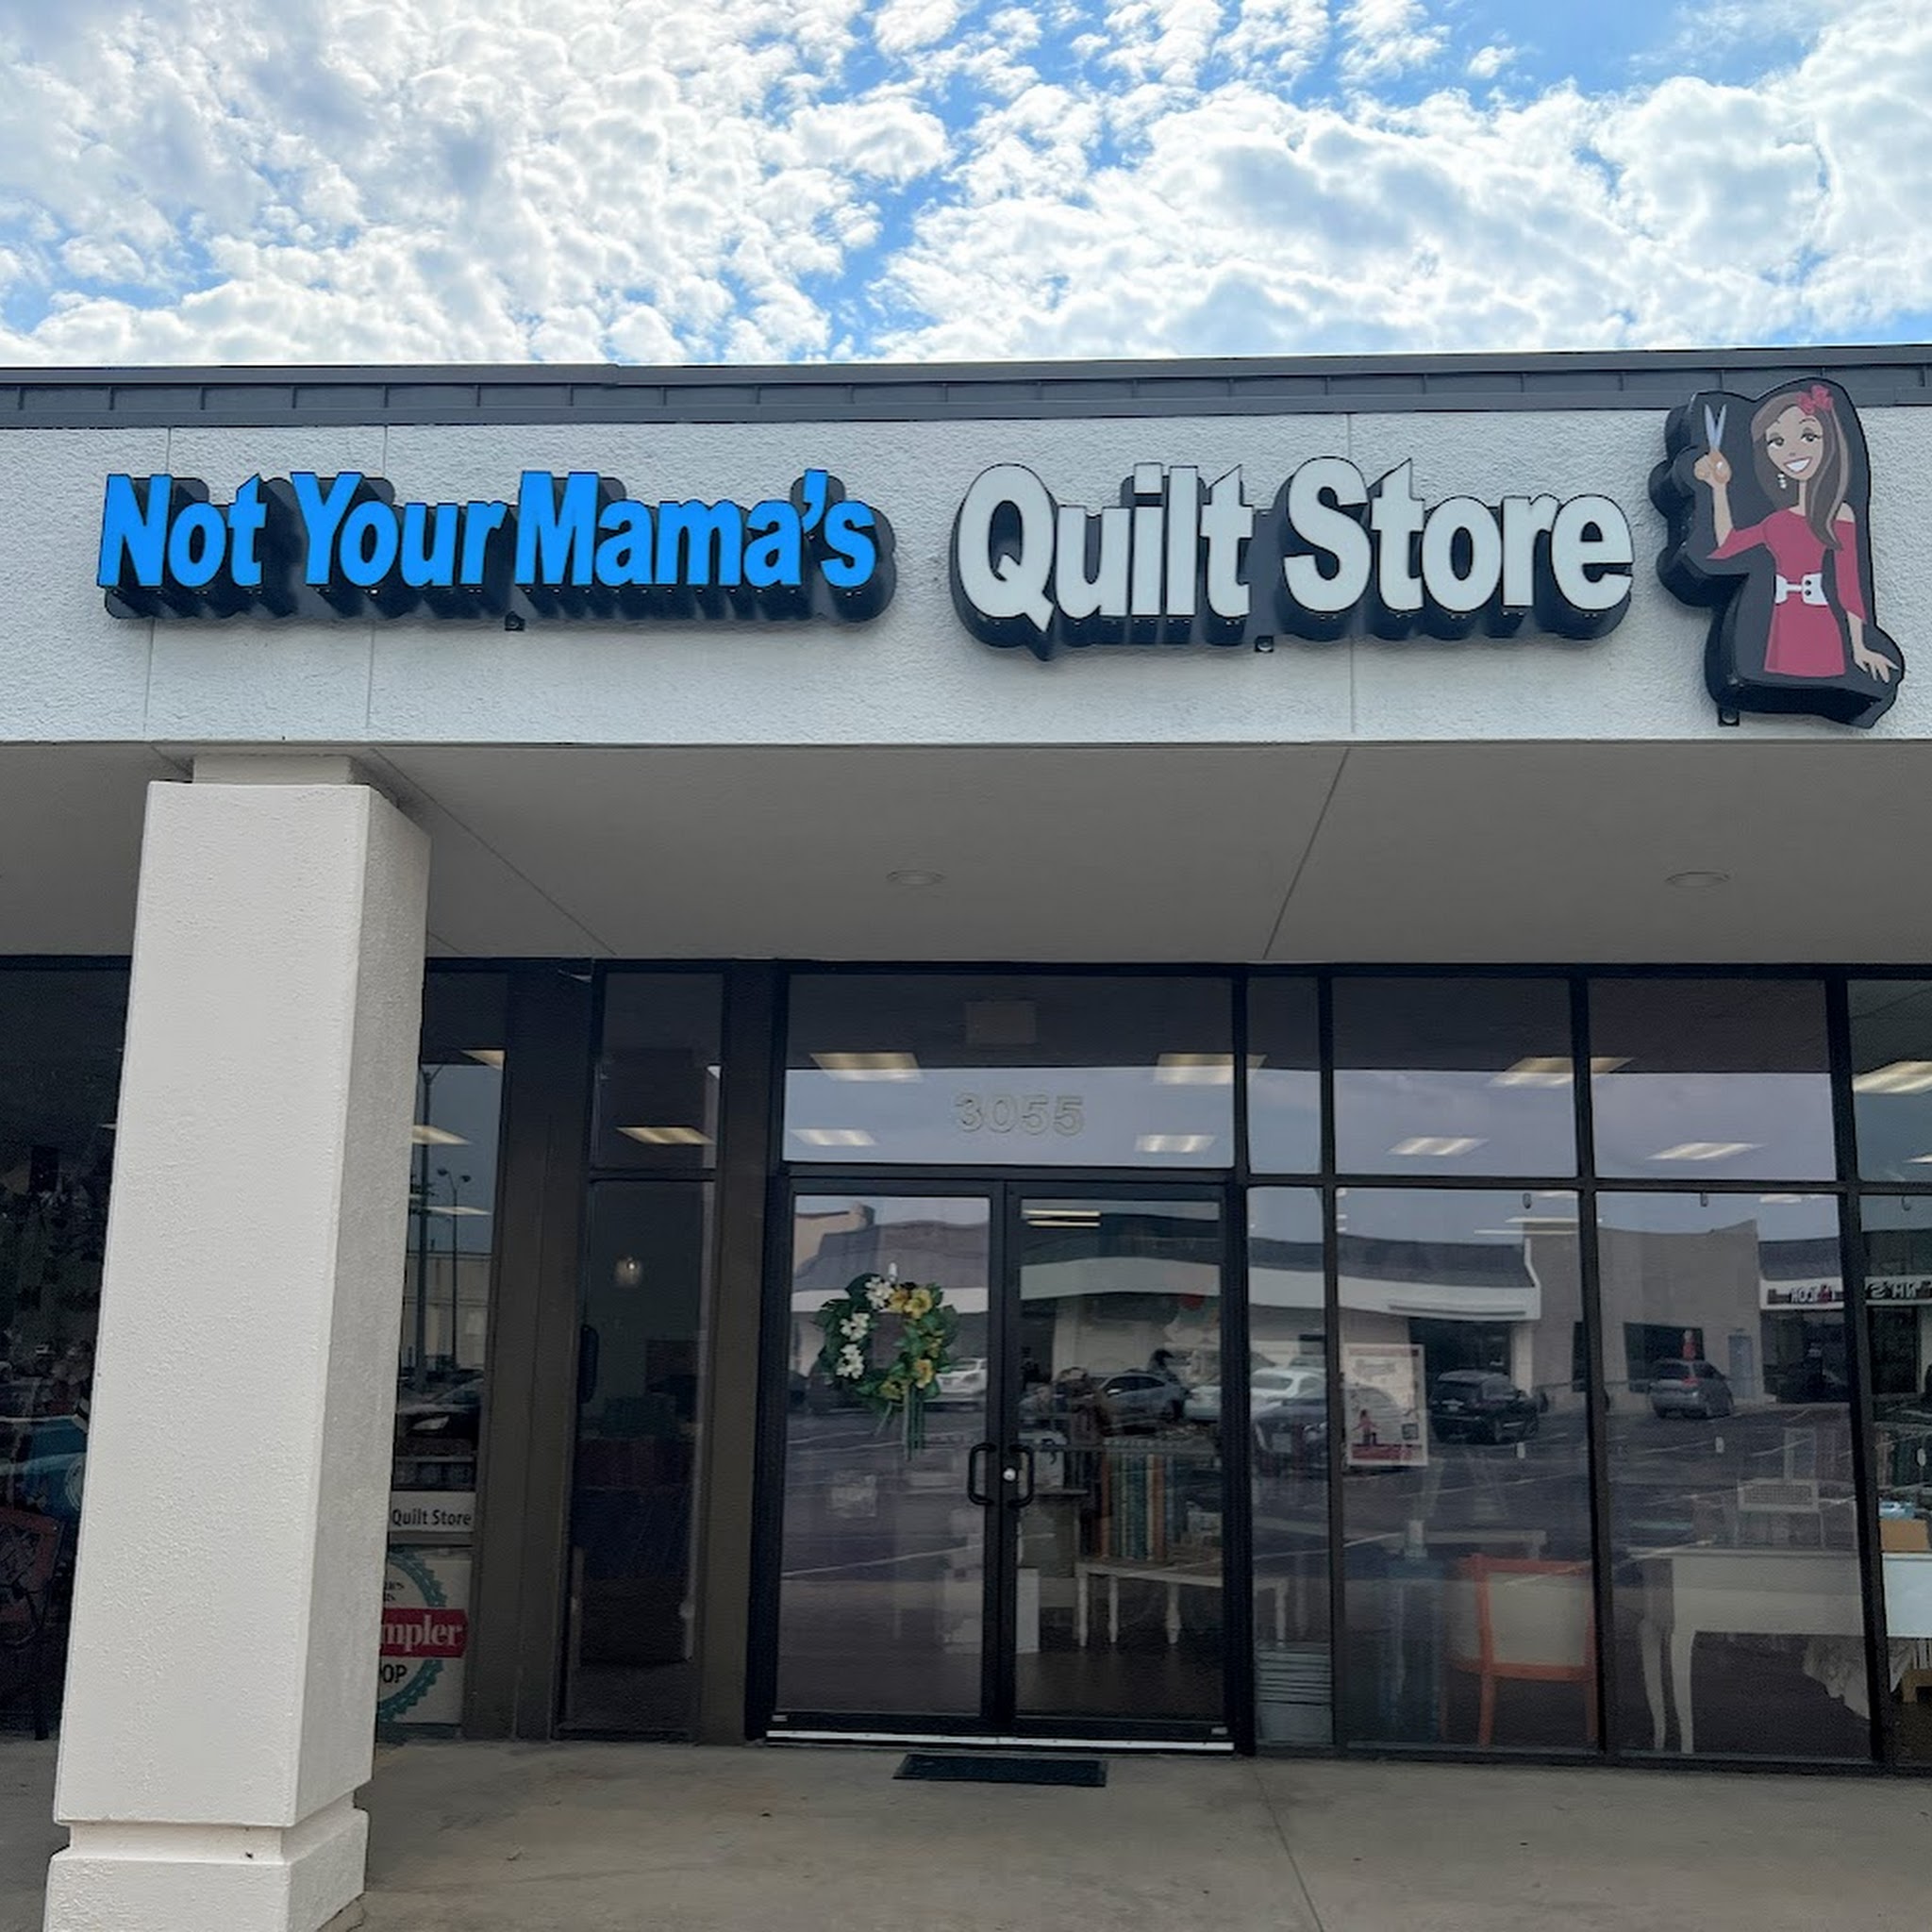 Not Your Mama's Quilt Store
3055
Quilt Store
mpler
OP